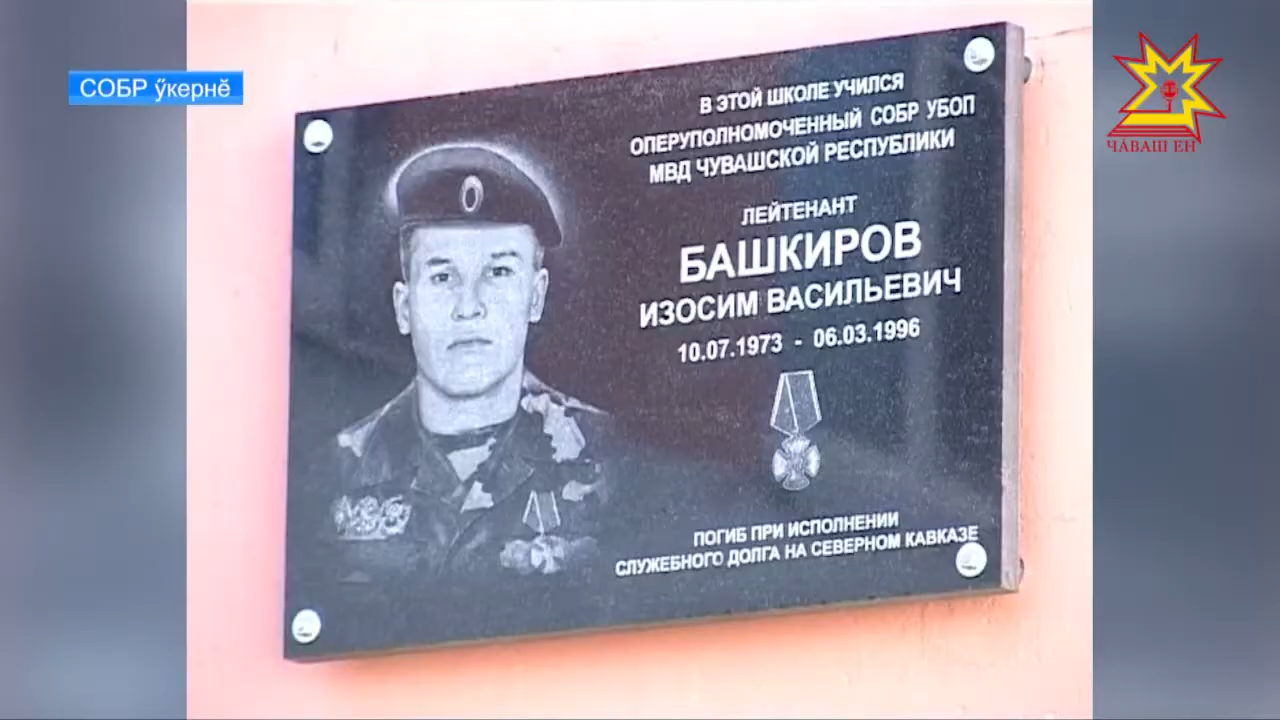 СОБР ӳкернӗ
ЧӐВАШ ЕН
В ЭТОЙ ШКОЛЕ УЧИЛСЯ
ОПЕРУПОЛНОМОЧЕННЫЙ СОБР УБОП
МВД ЧУВАШСКОЙ РЕСПУБЛИКИ
ЛЕЙТЕНАНТ
БАШКИРОВ
ИЗОСИМ ВАСИЛЬЕВИЧ
10.07.1973 - 06.03.1996
ПОГИБ ПРИ ИСПОЛНЕНИИ
СЛУЖЕБНОГО ДОЛГА НА СЕВЕРНОМ КАВКАЗЕ